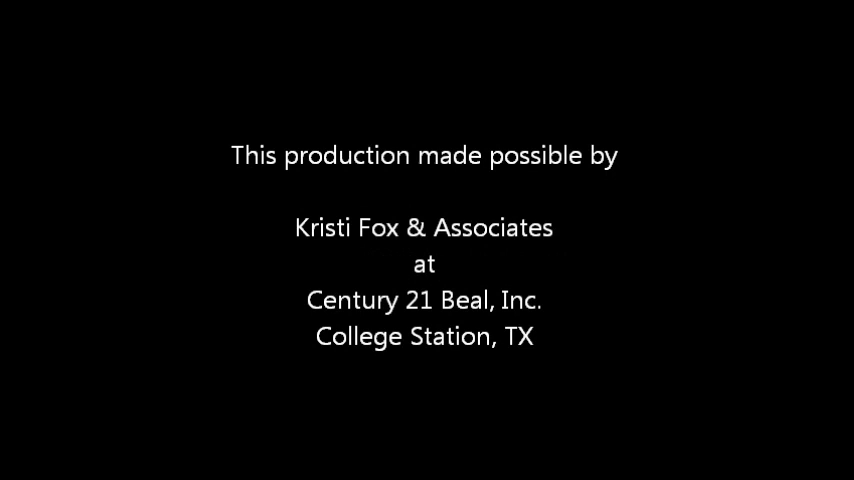 This production made possible by
Kristi Fox & Associates
at
Century 21 Beal, Inc.
College Station, TX